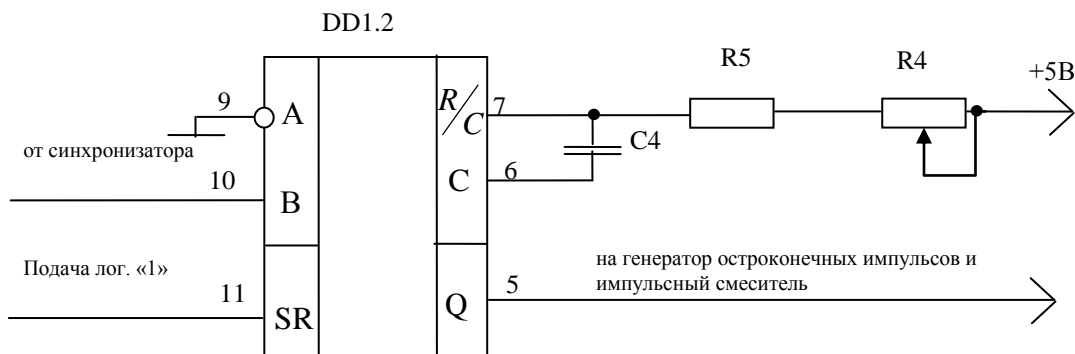 DD1.2
R5
R4
+5В
9
A
R/C
7
от синхронизатора
C4
10
B
C
6
Подача лог. «1»
на генератор остроконечных импульсов и
импульсный смеситель
11
SR
Q
5